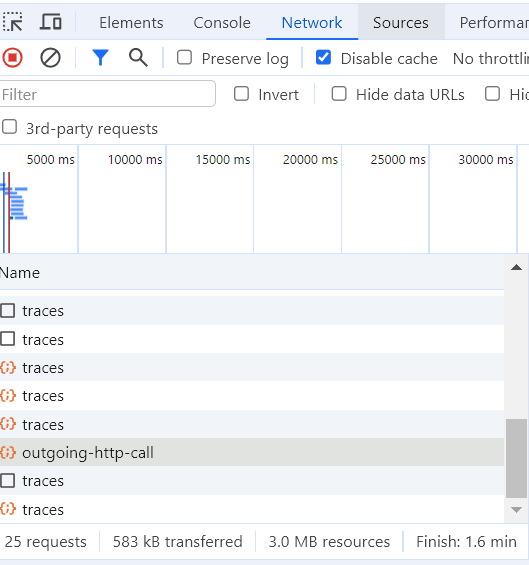 Elements Console Network Sources Performa
Preserve log Disable cache No throttlin
Filter Invert Hide data URLs Hid
3rd-party requests
5000 ms 10000 ms 15000 ms 20000 ms 25000 ms 30000 ms
Name
traces
traces
traces
traces
traces
outgoing-http-call
traces
traces
25 requests 583 kB transferred 3.0 MB resources Finish: 1.6 min